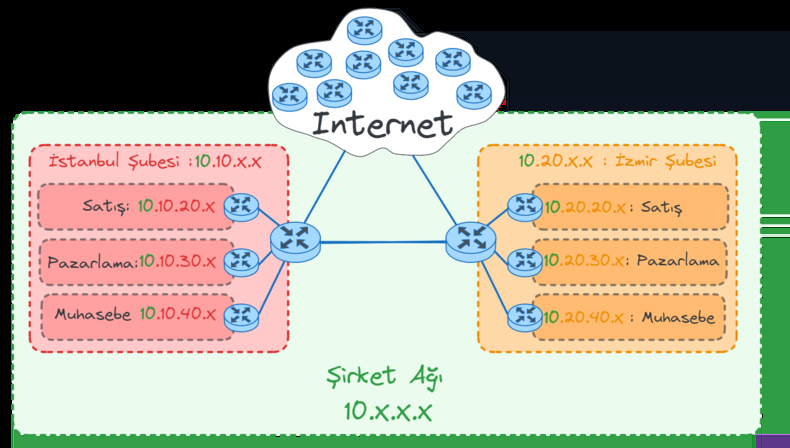 Internet
İstanbul Şubesi :10.10.x.x
Satış: 10.10.20.x
Pazarlama:10.10.30.x
Muhasebe 10.10.40.x
10.20.x.x : İzmir Şubesi
10.20.20.x : Satış
10.20.30.x: Pazarlama
10.20.40.x : Muhasebe
Şirket Ağı
10.x.x.x